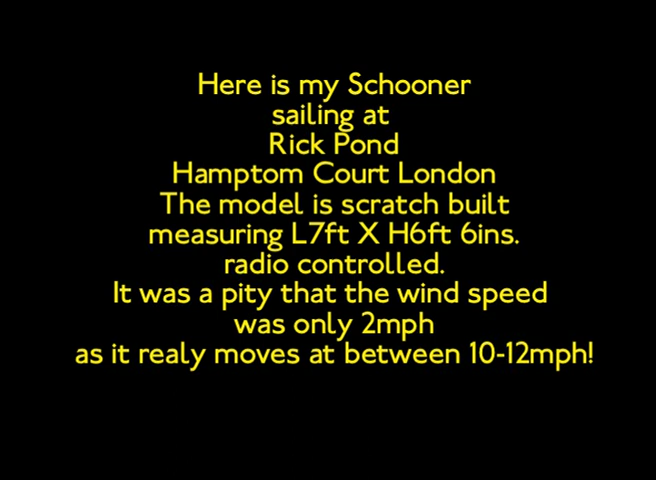 Here is my Schooner
sailing at
Rick Pond
Hamptom Court London
The model is scratch built
measuring L7ft X H6ft 6ins.
radio controlled.
It was a pity that the wind speed
was only 2mph
as it realy moves at between 10-12mph!